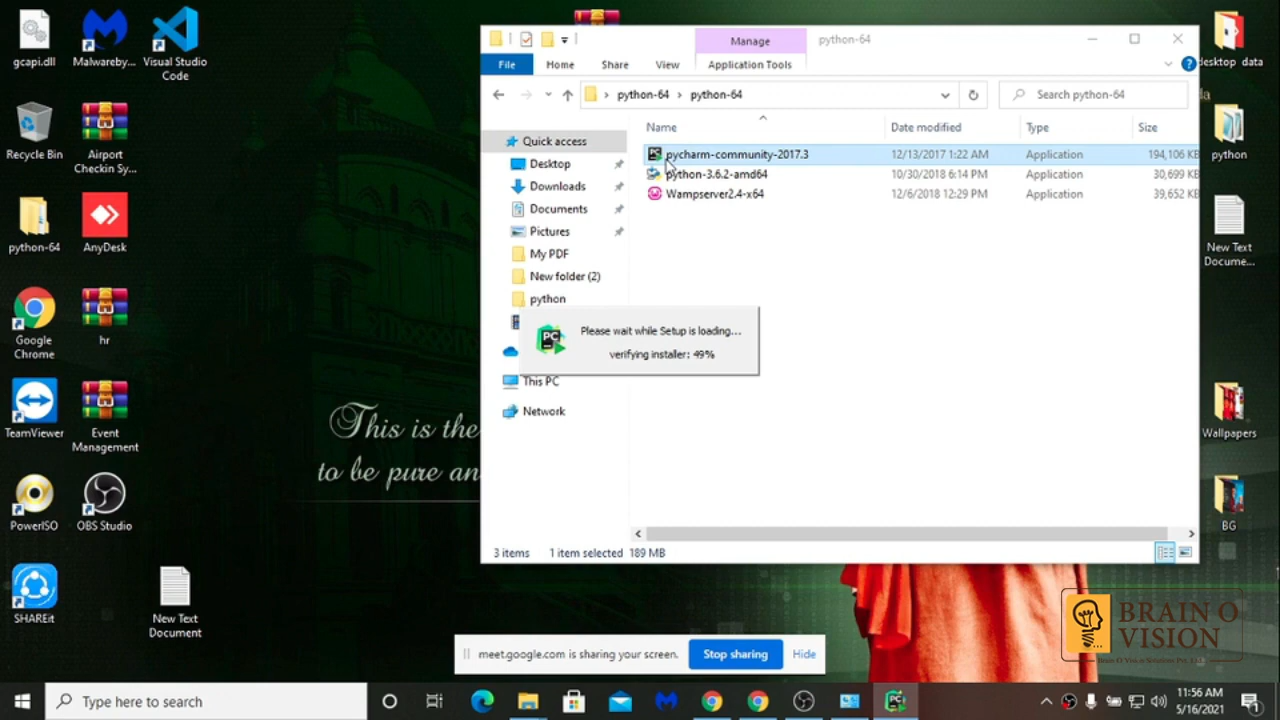 gcapi.dll
Malwareby...
Visual Studio
Code
Recycle Bin
Airport
Checkin Sy...
python-64
AnyDesk
Google
Chrome
hr
TeamViewer
Event
Management
PowerISO
OBS Studio
SHAREit
New Text
Document
This is the
to be pure an
Manage
python-64
File
Home
Share
View
Application Tools
python-64
python-64
Search python-64
Name
Date modified
Type
Size
Quick access
Desktop
Downloads
Documents
Pictures
My PDF
New folder (2)
python
This PC
Network
pycharm-community-2017.3
12/13/2017 1:22 AM
Application
194,106 KB
python-3.6.2-amd64
10/30/2018 6:14 PM
Application
30,699 KB
Wampserver2.4-x64
12/6/2018 12:29 PM
Application
39,652 KB
PC
Please wait while Setup is loading...
verifying installer: 49%
3 items
1 item selected 189 MB
desktop data
python
New Text
Docume...
Wallpapers
BG
BRAIN O
VISION
meet.google.com is sharing your screen.
Stop sharing
Hide
Type here to search
11:56 AM
5/16/2021